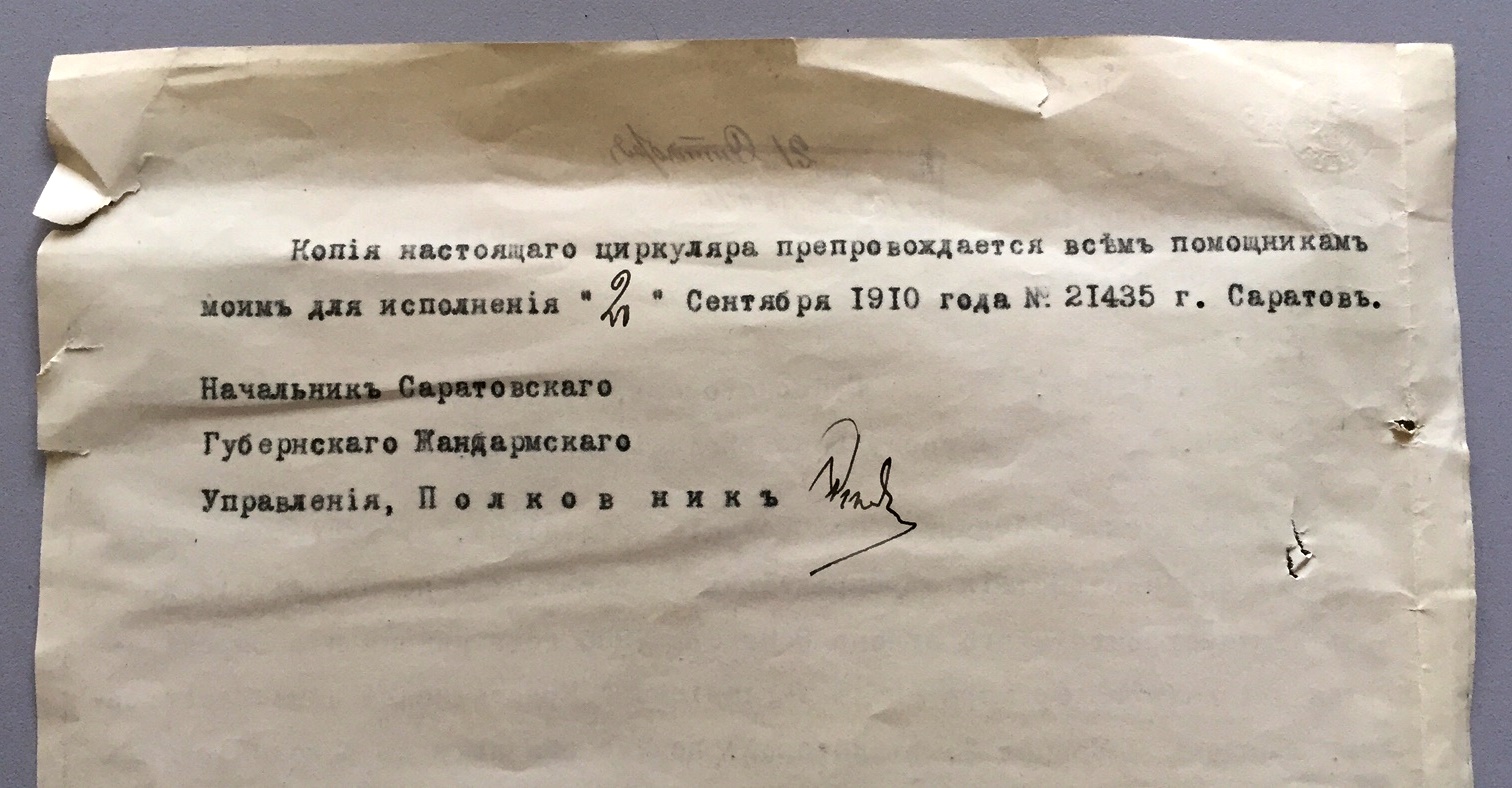 Копія настоящаго циркуляра препровождается всѣмъ помощникамъ
моимъ для исполненія " " Сентября 1910 года №. 21435 г. Саратовъ.
Начальникъ Саратовскаго
Губернскаго Жандармскаго
Управленія, П о л к о в н и к ъ